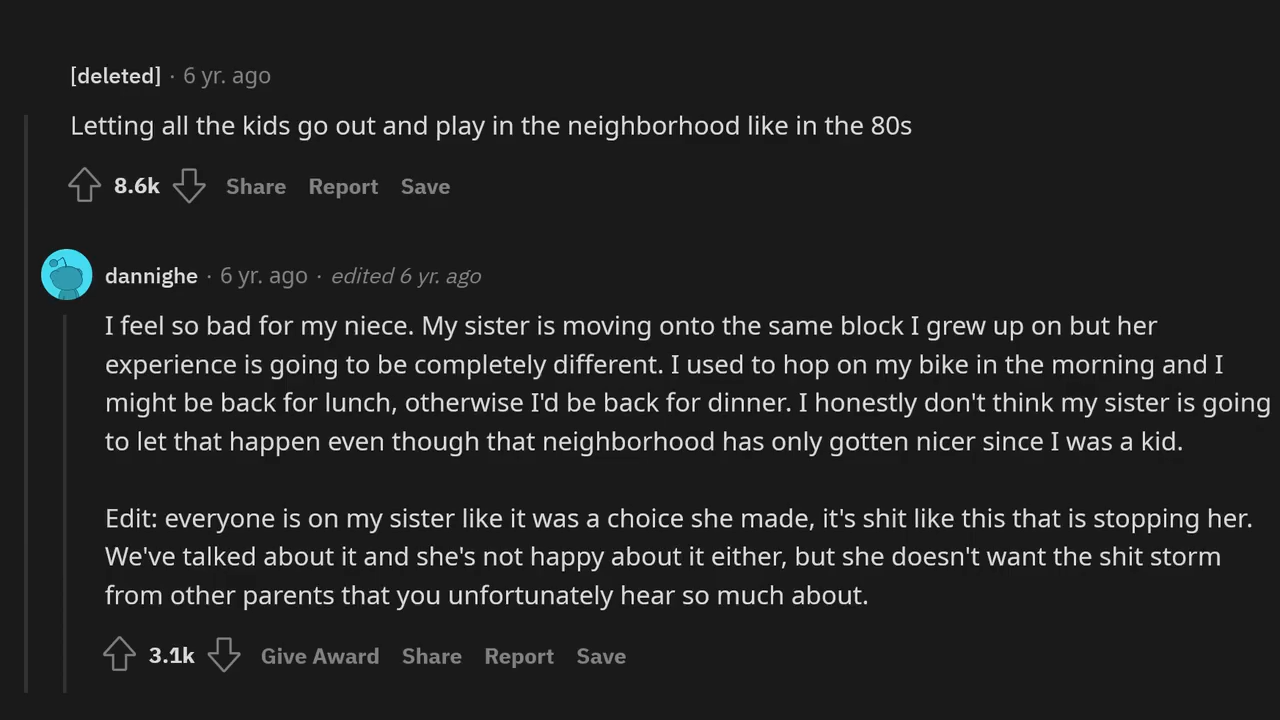 [deleted] · 6 yr. ago
Letting all the kids go out and play in the neighborhood like in the 80s
8.6k Share Report Save
dannighe · 6 yr. ago · edited 6 yr. ago
I feel so bad for my niece. My sister is moving onto the same block I grew up on but her
experience is going to be completely different. I used to hop on my bike in the morning and I
might be back for lunch, otherwise I'd be back for dinner. I honestly don't think my sister is going
to let that happen even though that neighborhood has only gotten nicer since I was a kid.
Edit: everyone is on my sister like it was a choice she made, it's shit like this that is stopping her.
We've talked about it and she's not happy about it either, but she doesn't want the shit storm
from other parents that you unfortunately hear so much about.
3.1k Give Award Share Report Save